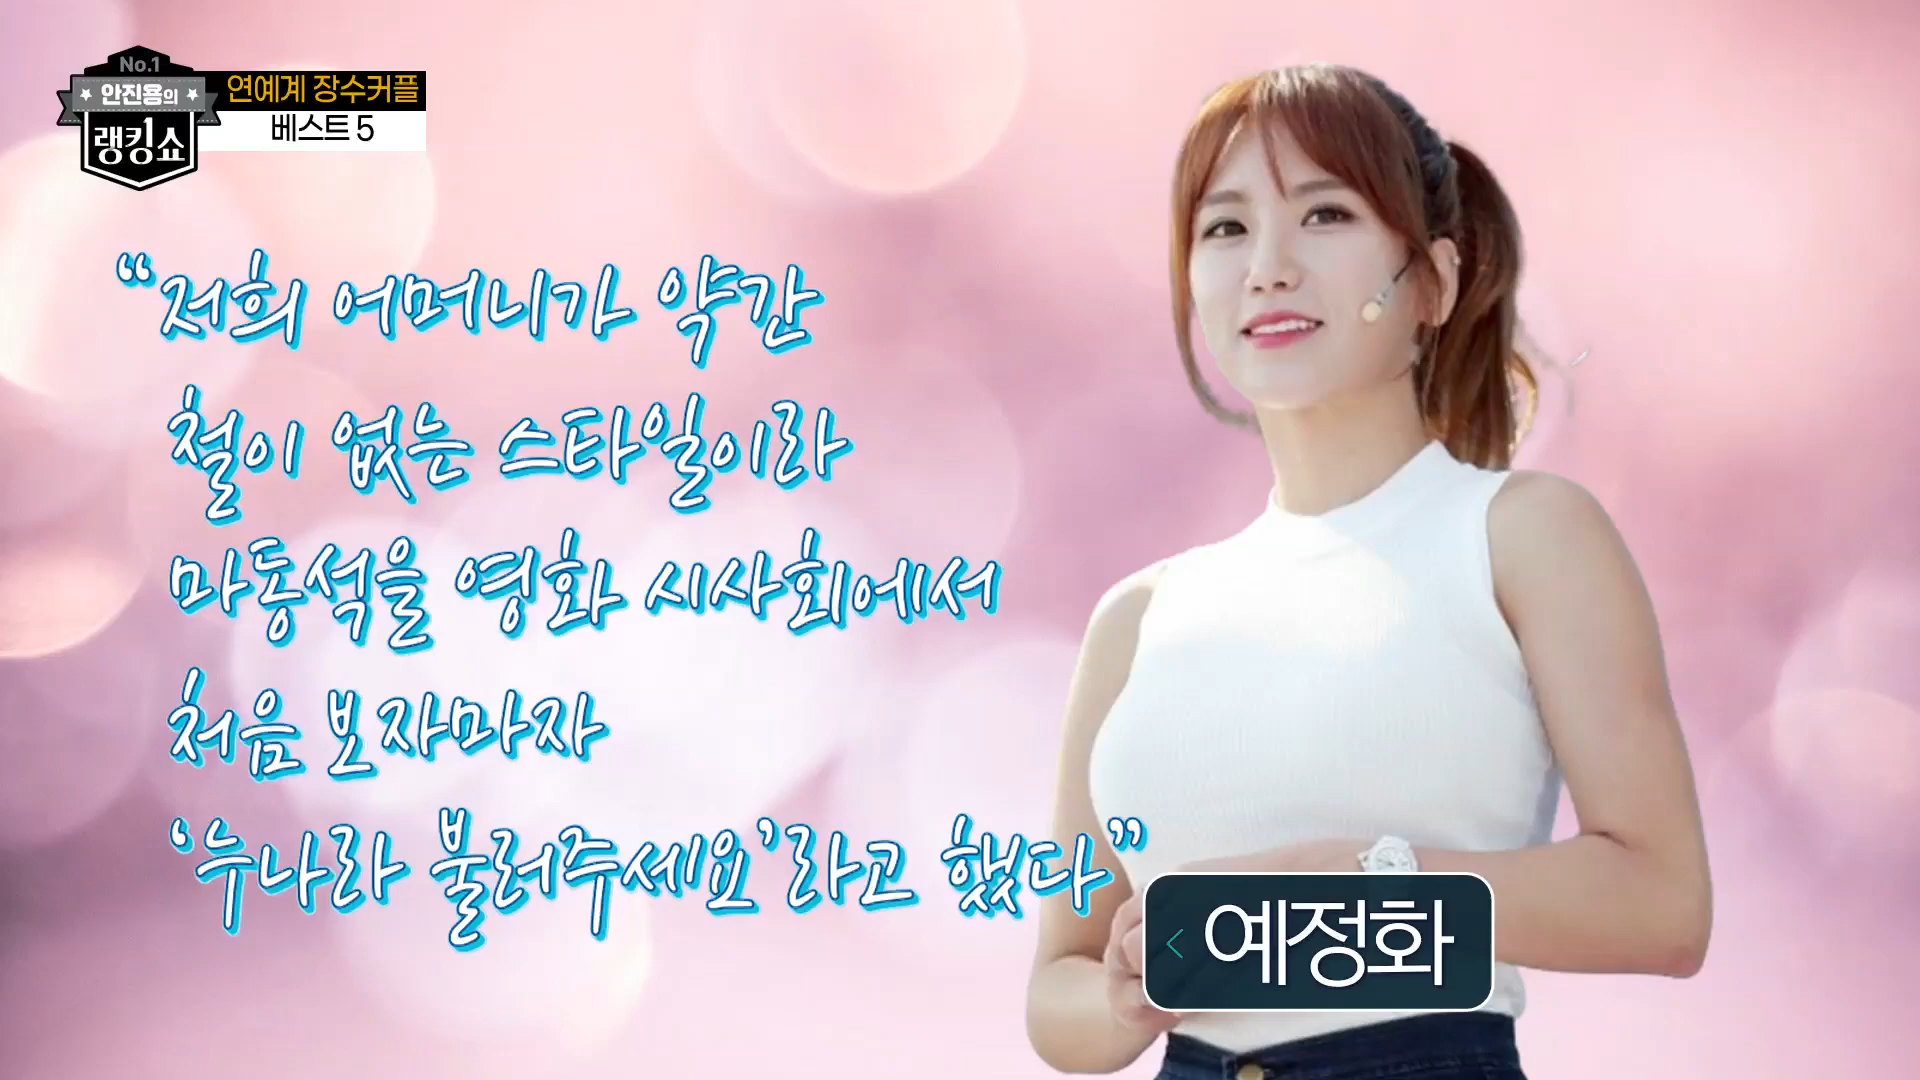 No.1
안진용의
랭킹쇼
연예계 장수커플
베스트 5
“저희 어머니가 약간
철이 없는 스타일이라
마동석을 영화 시사회에서
처음 보자마자
‘누나라 불러주세요’라고 했다”
< 예정화